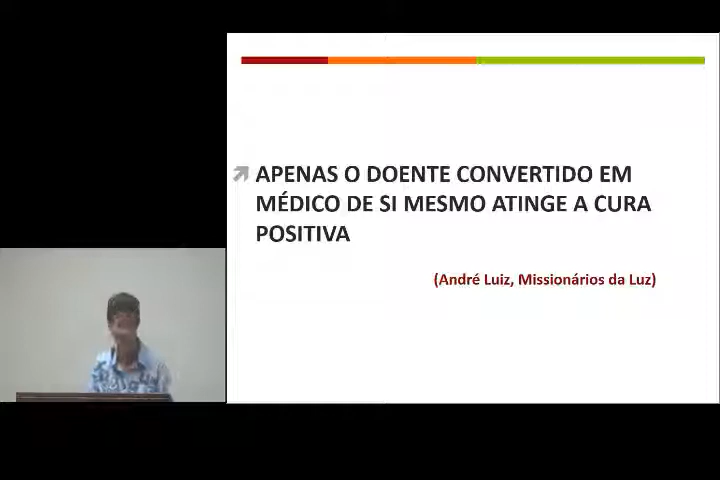 APENAS O DOENTE CONVERTIDO EM
MÉDICO DE SI MESMO ATINGE A CURA
POSITIVA
(André Luiz, Missionários da Luz)